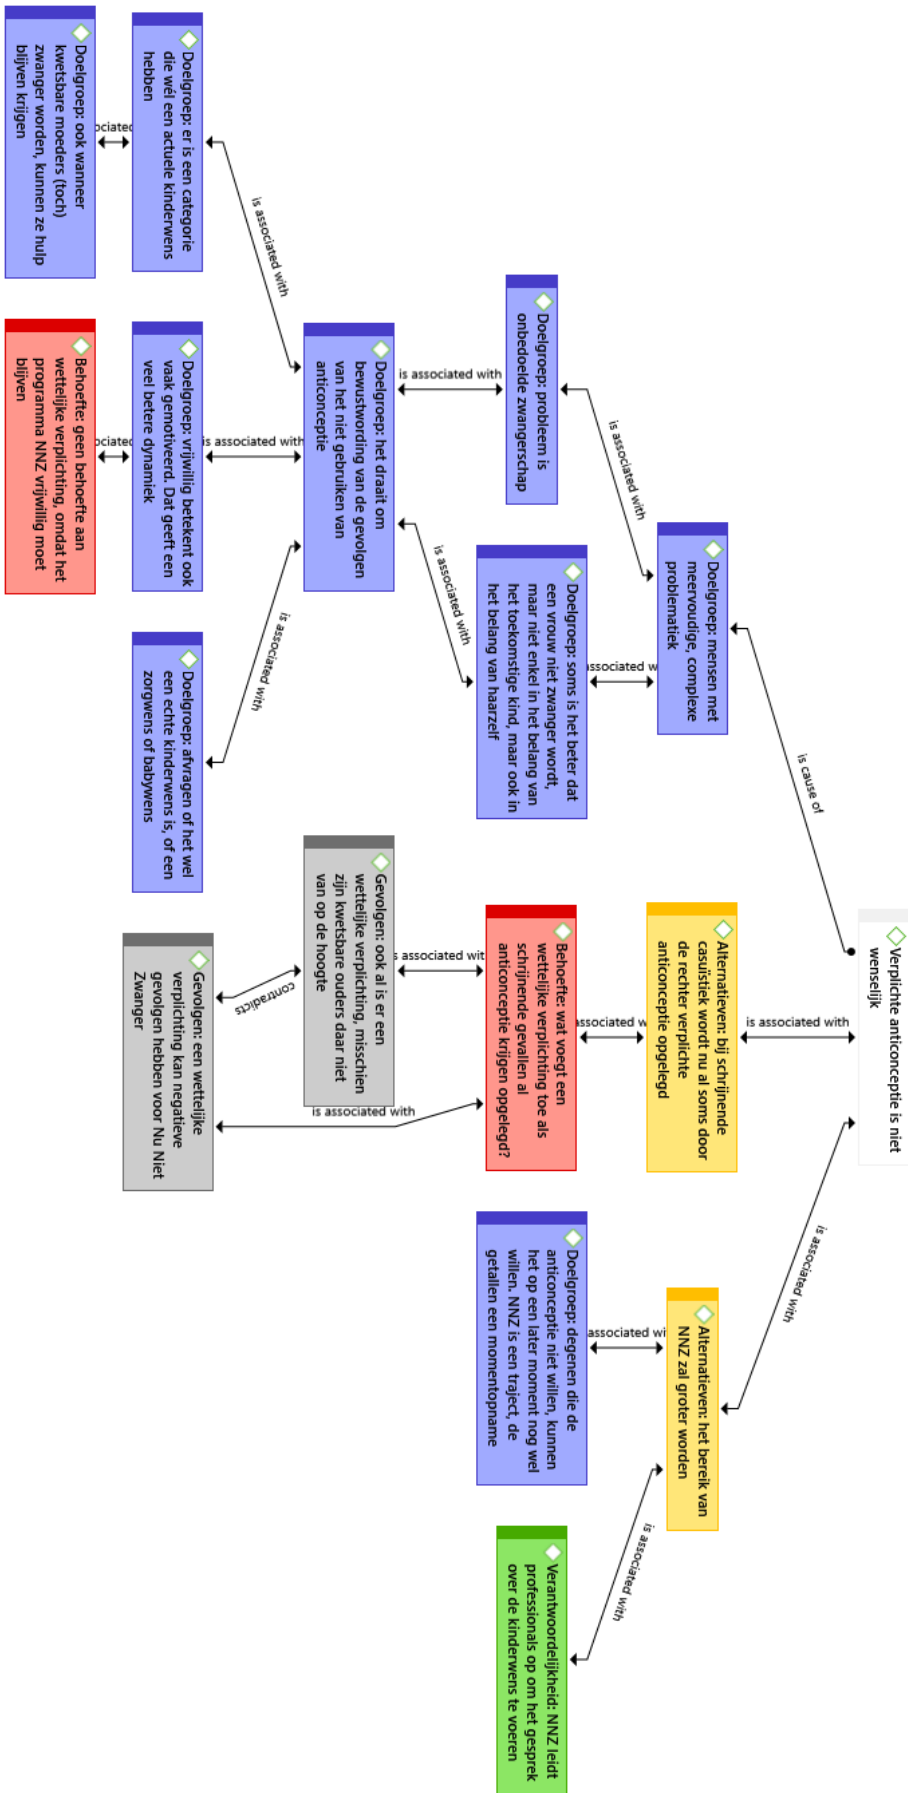 Verplichte anticonceptie is niet
wenselijk
is cause of
is associated with
is associated with
Doelgroep: mensen met
meervoudige, complexe
problematiek
Alternatieven: bij schrijnende
casuïstiek wordt nu al soms door
de rechter verplichte
anticonceptie opgelegd
Alternatieven: het bereik van
NNZ zal groter worden
is associated with
ssociated w
associated w
associated wi
is associated with
Doelgroep: probleem is
onbedoelde zwangerschap
Doelgroep: soms is het beter dat
een vrouw niet zwanger wordt,
maar niet enkel in het belang van
het toekomstige kind, maar ook in
het belang van haarzelf
Behoefte: wat voegt een
wettelijke verplichting toe als
schrijnende gevallen al
anticonceptie krijgen opgelegd?
Doelgroep: degenen die de
anticonceptie niet willen, kunnen
het op een later moment nog wel
willen. NNZ is een traject, de
getallen een momentopname
Verantwoordelijkheid: NNZ leidt
professionals op om het gesprek
over de kinderwens te voeren
is associated with
is associated with
s associated wit
is associated with
Doelgroep: het draait om
bewustwording van de gevolgen
van het niet gebruiken van
anticonceptie
Gevolgen: ook al is er een
wettelijke verplichting, misschien
zijn kwetsbare ouders daar niet
van op de hoogte
is associated with
is associated with
is associated with
contradicts
Doelgroep: er is een categorie
die wél een actuele kinderwens
hebben
Doelgroep: vrijwillig betekent ook
vaak gemotiveerd. Dat geeft een
veel betere dynamiek
Doelgroep: afvragen of het wel
een echte kinderwens is, of een
zorgwens of babywens
Gevolgen: een wettelijke
verplichting kan negatieve
gevolgen hebben voor Nu Niet
Zwanger
ociated
ociated
Doelgroep: ook wanneer
kwetsbare moeders (toch)
zwanger worden, kunnen ze hulp
blijven krijgen
Behoefte: geen behoefte aan
wettelijke verplichting, omdat het
programma NNZ vrijwillig moet
blijven